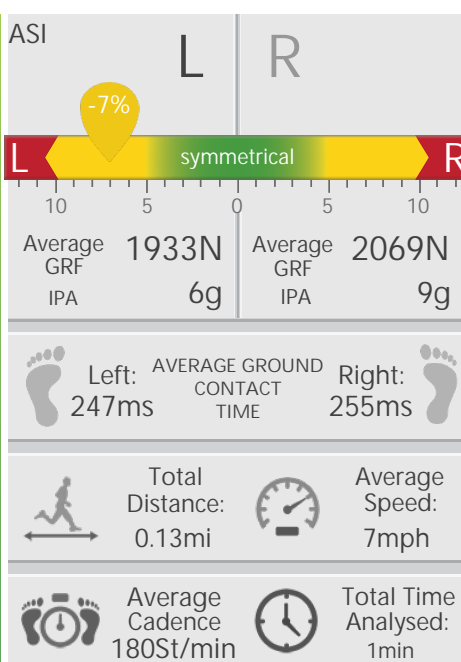 ASI
L R
-7%
L symmetrical R
10 5 0 5 10
Average GRF 1933N Average GRF 2069N
IPA 6g IPA 9g
Left: 247ms
AVERAGE GROUND
CONTACT
TIME
Right: 255ms
Total
Distance:
0.13mi
Average
Speed:
7mph
Average
Cadence
180St/min
Total Time
Analysed:
1min